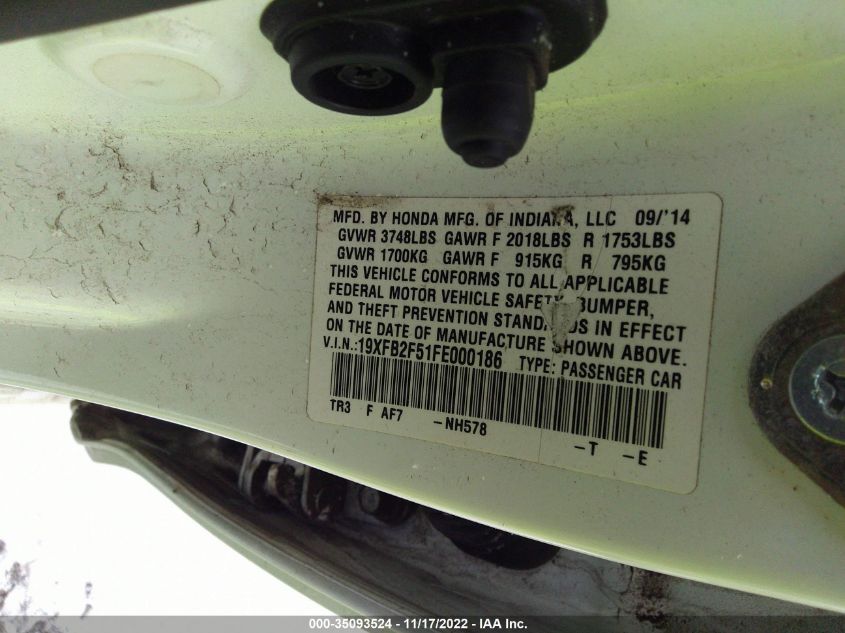 MFD. BY HONDA MFG. OF INDIANA, LLC 09/'14
GVWR 3748LBS GAWR F 2018LBS R 1753LBS
GVWR 1700KG GAWR F 915KG R 795KG
THIS VEHICLE CONFORMS TO ALL APPLICABLE
FEDERAL MOTOR VEHICLE SAFETY, BUMPER,
AND THEFT PREVENTION STANDARDS IN EFFECT
ON THE DATE OF MANUFACTURE SHOWN ABOVE.
V.I.N.:19XFB2F51FE000186 TYPE: PASSENGER CAR
TR3 F AF7 -NH578 -T -E
000-35093524 - 11/17/2022 - IAA Inc.